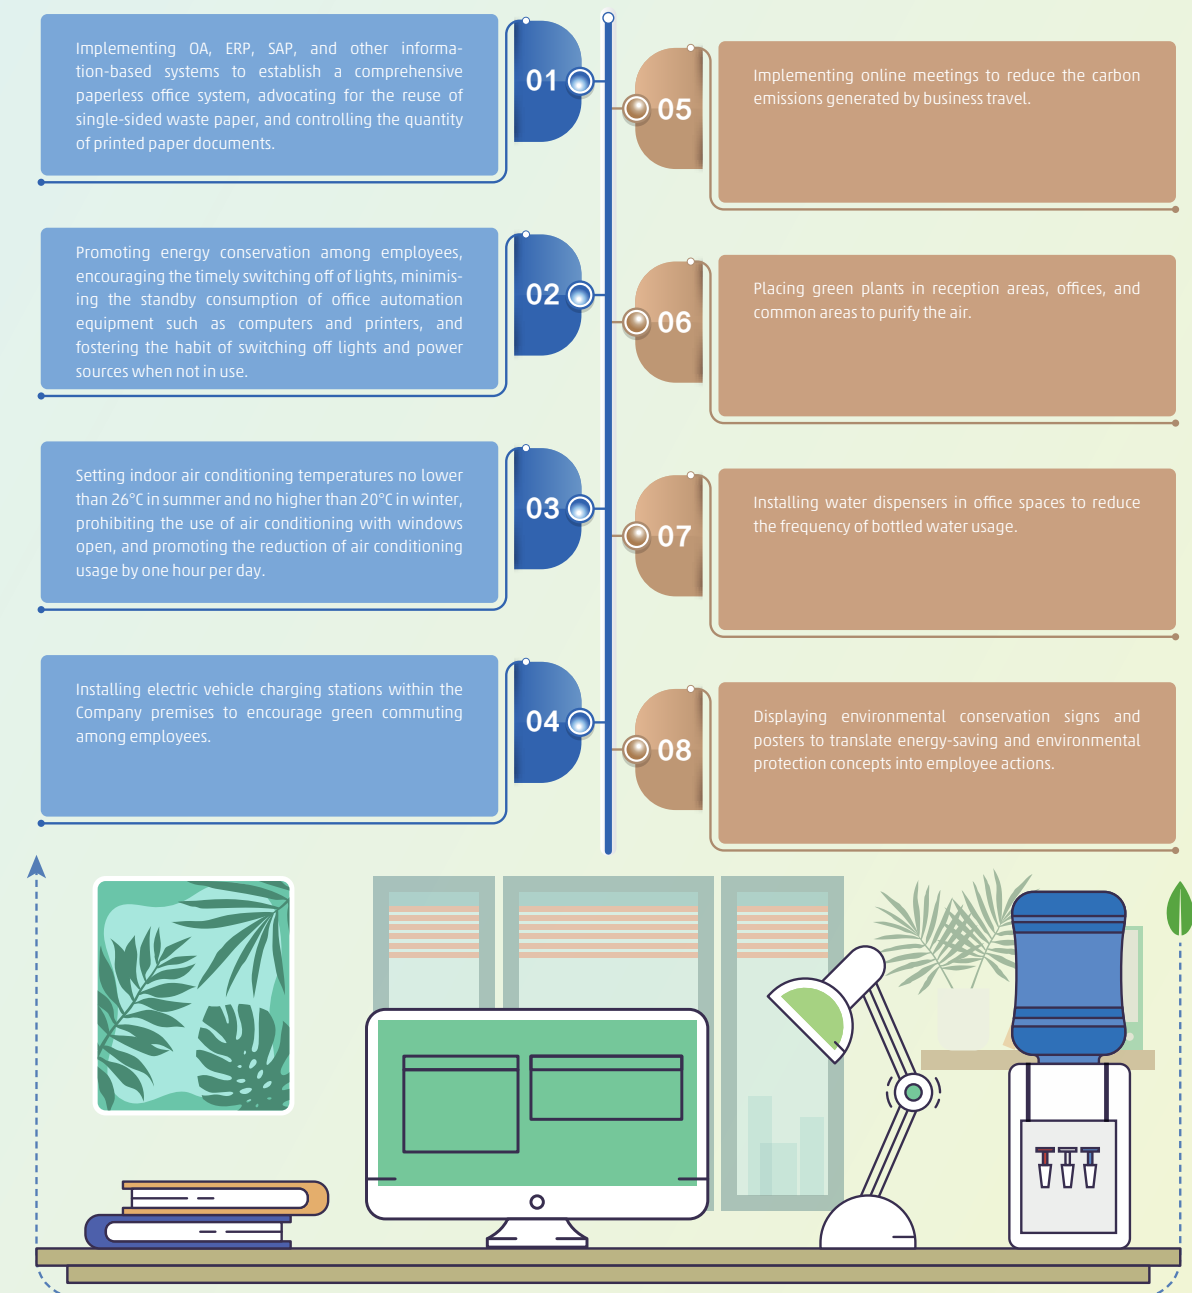 Implementing OA, ERP, SAP, and other informa-
tion-based systems to establish a comprehensive
paperless office system, advocating for the reuse of
single-sided waste paper, and controlling the quantity
of printed paper documents.
01
Promoting energy conservation among employees,
encouraging the timely switching off of lights, minimis-
ing the standby consumption of office automation
equipment such as computers and printers, and
fostering the habit of switching off lights and power
sources when not in use.
02
Setting indoor air conditioning temperatures no lower
than 26°C in summer and no higher than 20°C in winter,
prohibiting the use of air conditioning with windows
open, and promoting the reduction of air conditioning
usage by one hour per day.
03
Installing electric vehicle charging stations within the
Company premises to encourage green commuting
among employees.
04
05
Implementing online meetings to reduce the carbon
emissions generated by business travel.
06
Placing green plants in reception areas, offices, and
common areas to purify the air.
07
Installing water dispensers in office spaces to reduce
the frequency of bottled water usage.
08
Displaying environmental conservation signs and
posters to translate energy-saving and environmental
protection concepts into employee actions.